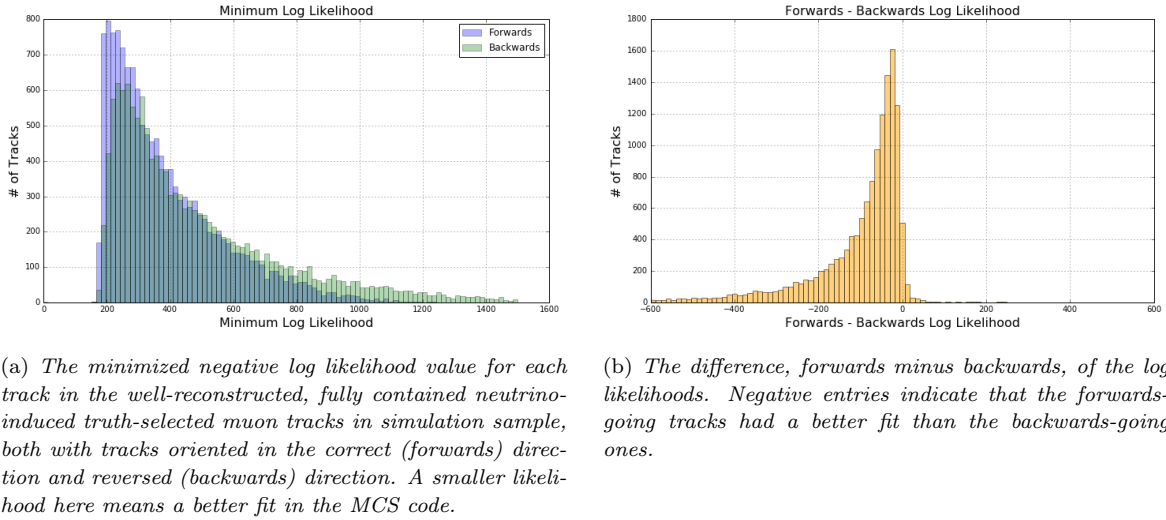 Minimum Log Likelihood
# of Tracks
800
700
600
500
400
300
200
100
0
Forwards
Backwards
0 200 400 600 800 1000 1200 1400 1600
Minimum Log Likelihood
(a) The minimized negative log likelihood value for each
track in the well-reconstructed, fully contained neutrino-
induced truth-selected muon tracks in simulation sample,
both with tracks oriented in the correct (forwards) direc-
tion and reversed (backwards) direction. A smaller likeli-
hood here means a better fit in the MCS code.
Forwards - Backwards Log Likelihood
# of Tracks
1800
1600
1400
1200
1000
800
600
400
200
0
−600 −400 −200 0 200 400 600
Forwards - Backwards Log Likelihood
(b) The difference, forwards minus backwards, of the log
likelihoods. Negative entries indicate that the forwards-
going tracks had a better fit than the backwards-going
ones.